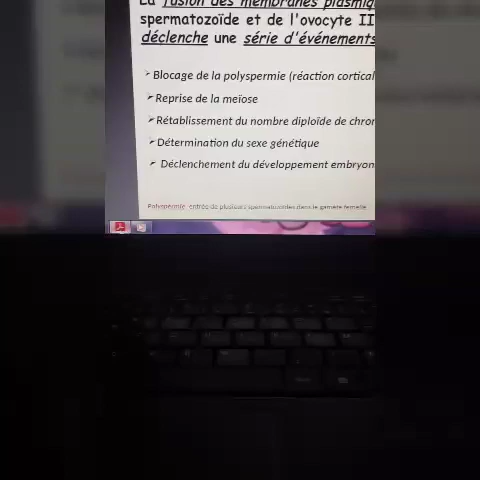 La fusion des membranes plasmiq
spermatozoïde et de l'ovocyte II
déclenche une série d'événements
Blocage de la polyspermie (réaction cortical
Reprise de la meïose
Rétablissement du nombre diploïde de chro
Détermination du sexe génétique
Déclenchement du développement embryon
Polyspermie: entrée de plusieurs spermatozoïdes dans le gamète femelle